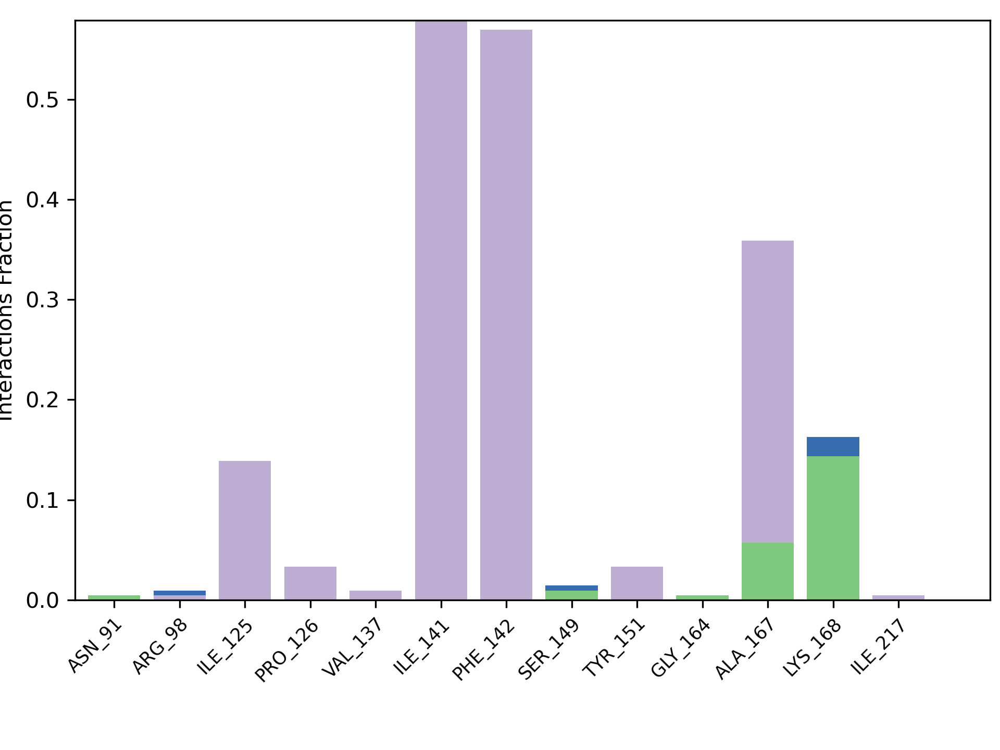 Interactions Fraction
0.5
0.4
0.3
0.2
0.1
0.0
ASN_91
ARG_98
ILE_125
PRO_126
VAL_137
ILE_141
PHE_142
SER_149
TYR_151
GLY_164
ALA_167
LYS_168
ILE_217